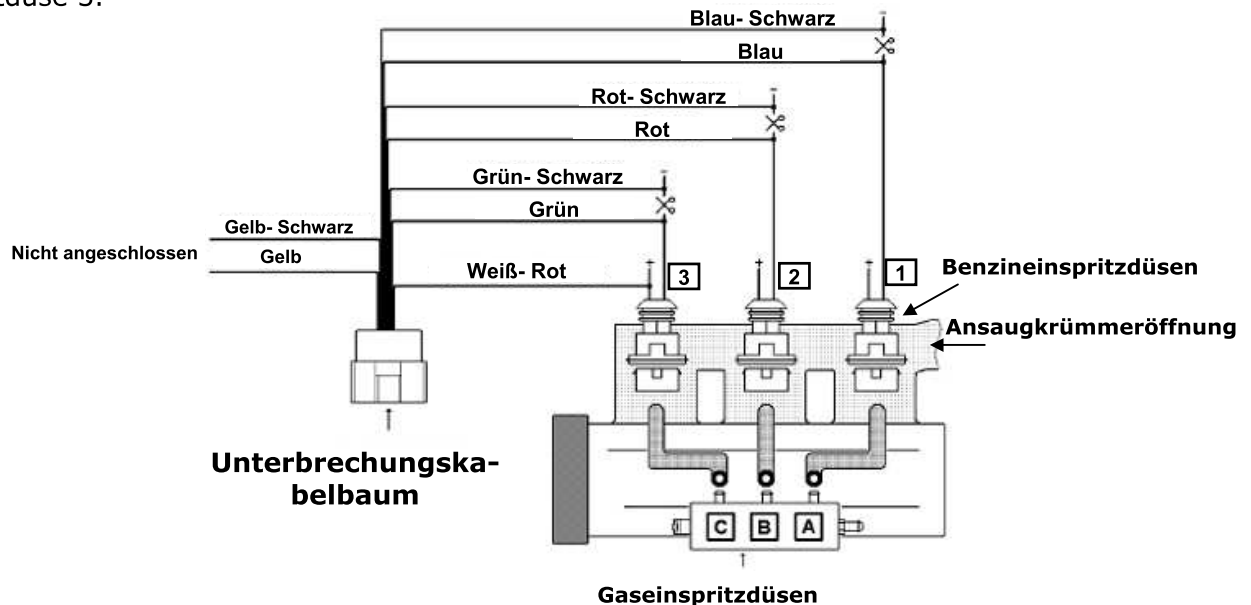 Blau- Schwarz
Blau
Rot- Schwarz
Rot
Grün- Schwarz
Grün
Gelb- Schwarz
Nicht angeschlossen
Gelb
Weiß- Rot
3
2
1
Benzineinspritzdüsen
Ansaugkrümmeröffnung
Unterbrechungska-
belbaum
C B A
Gaseinspritzdüsen